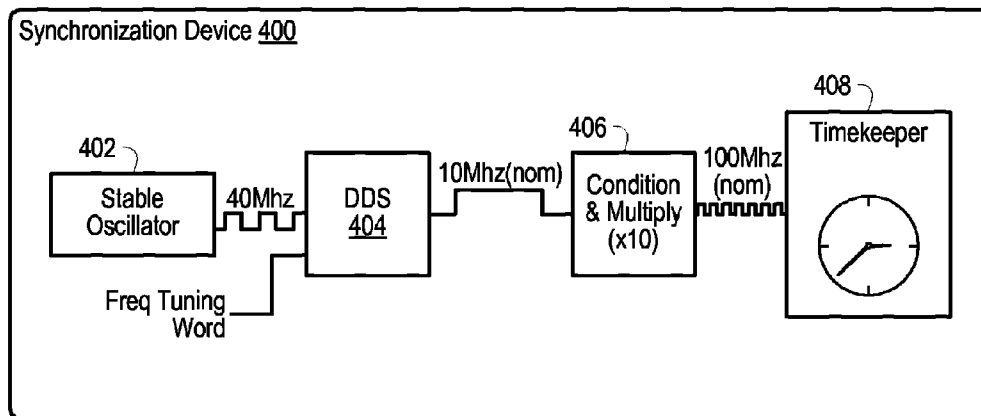 Synchronization Device 400
402
Stable
Oscillator
40Mhz
Freq Tuning
Word
DDS
404
10Mhz(nom)
406
Condition
& Multiply
(x10)
100Mhz
(nom)
408
Timekeeper